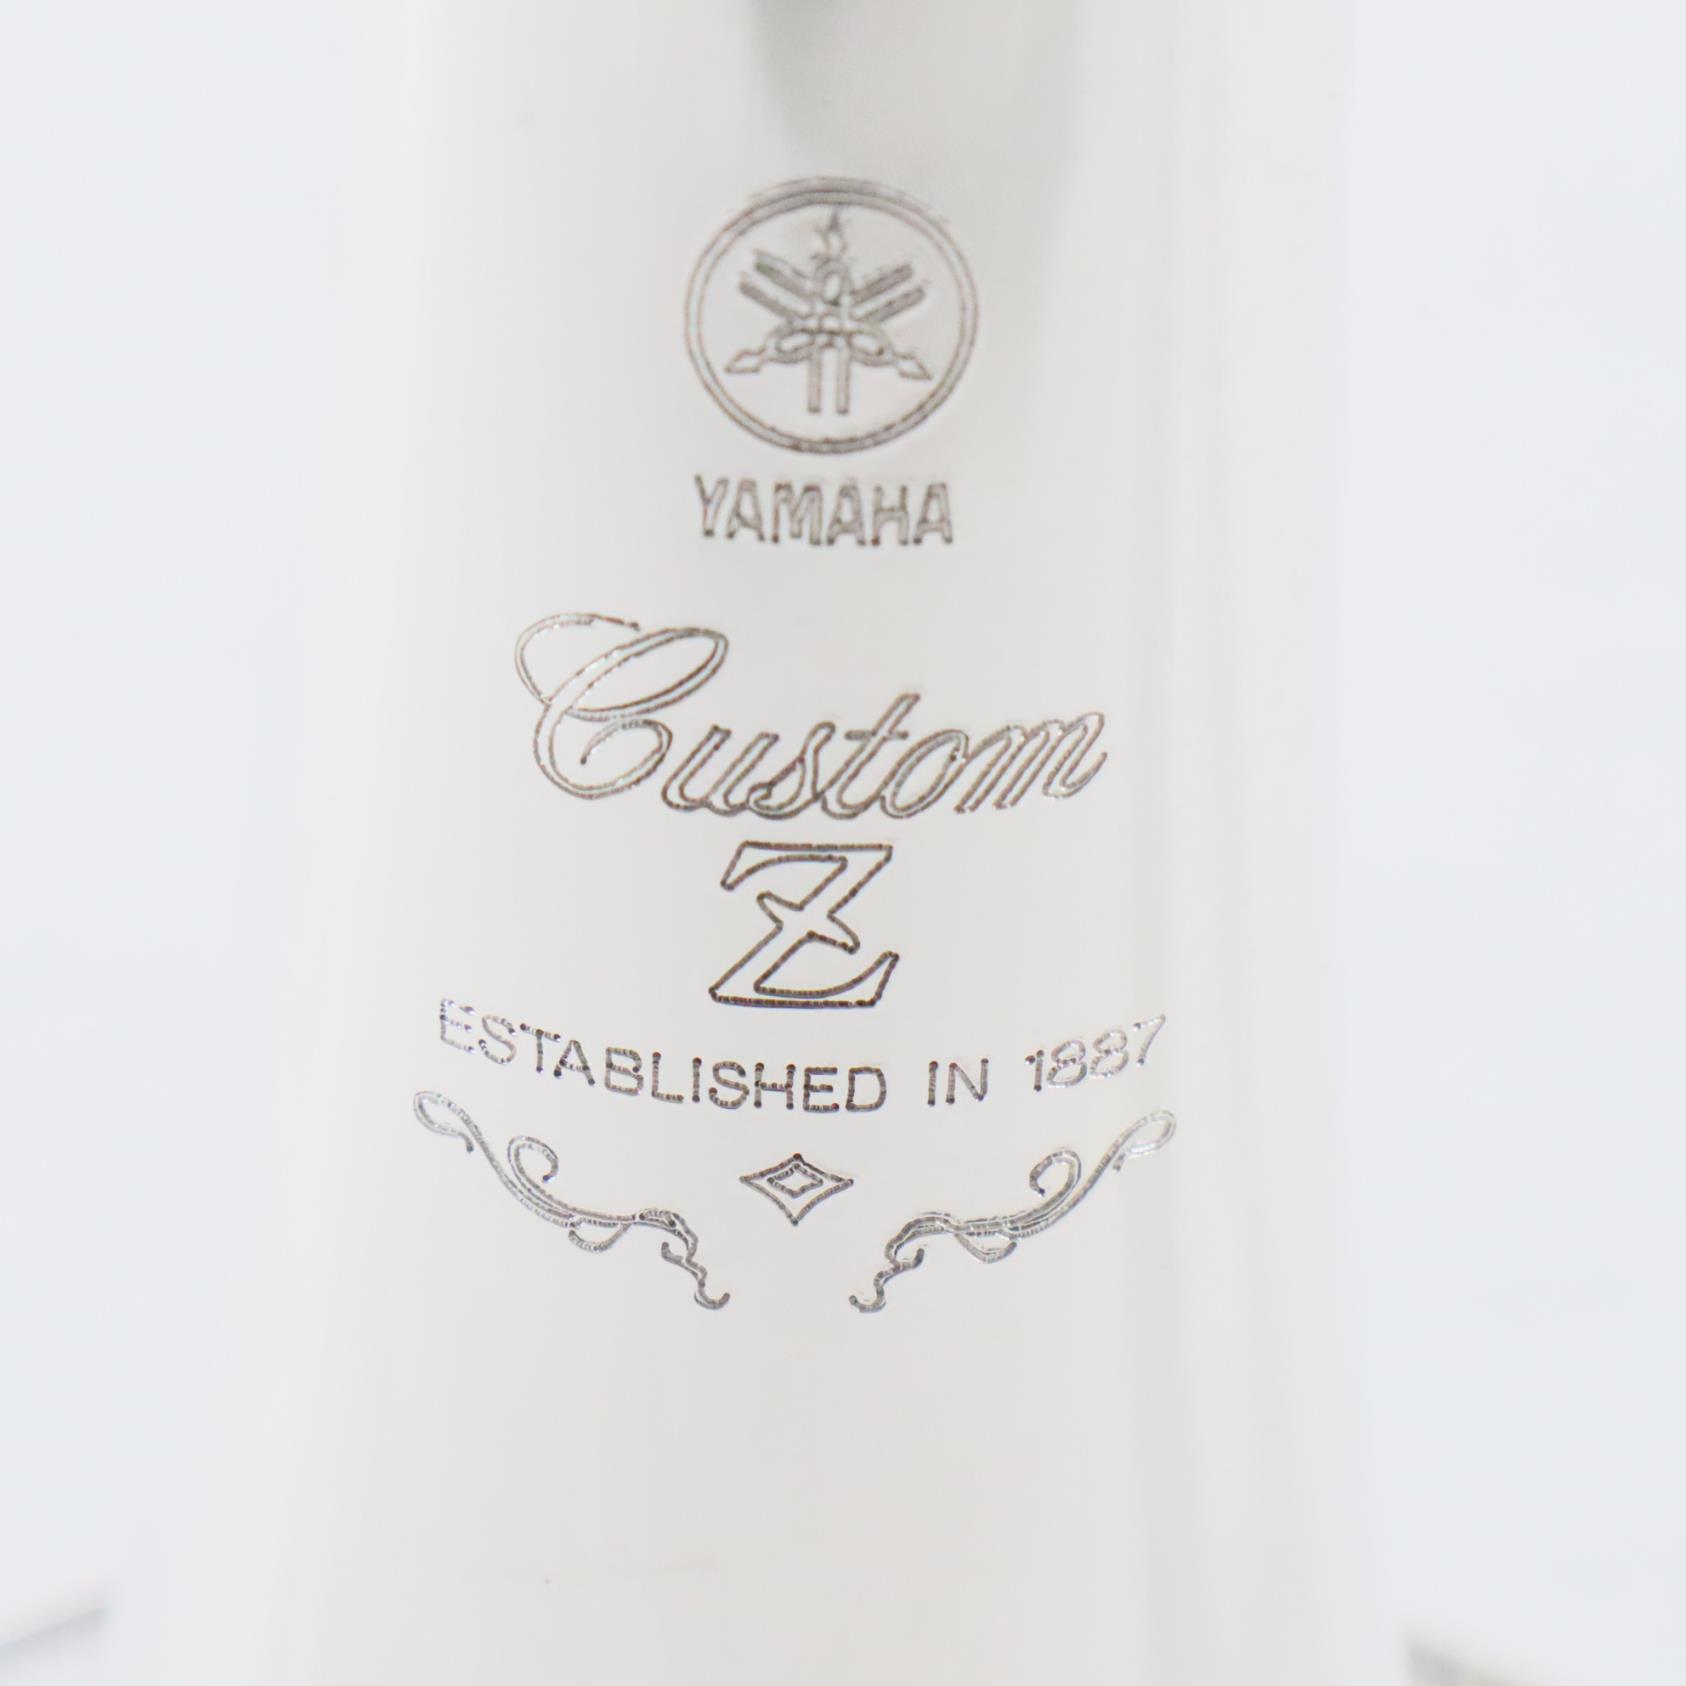 YAMAHA
Custom
Z
ESTABLISHED IN 1887